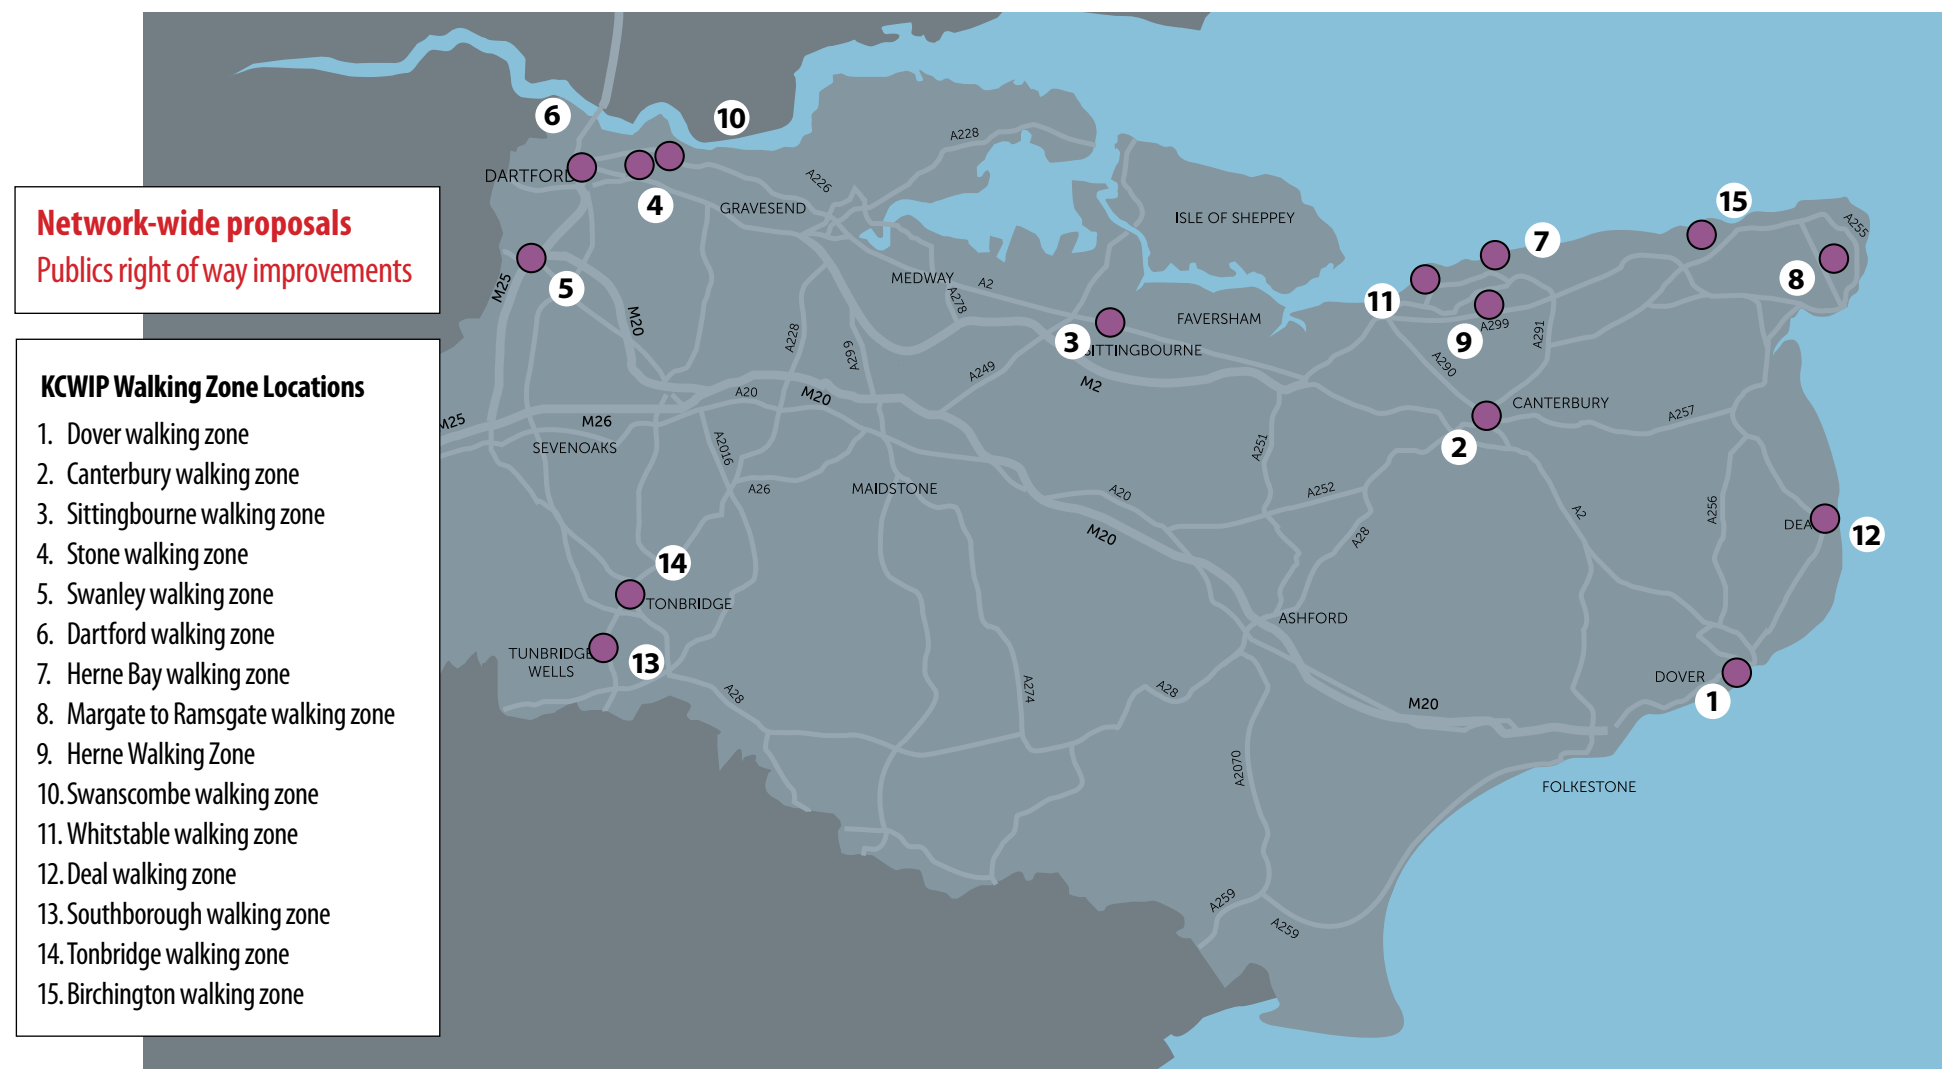 Network-wide proposals
Publics right of way improvements
KCWIP Walking Zone Locations
1. Dover walking zone
2. Canterbury walking zone
3. Sittingbourne walking zone
4. Stone walking zone
5. Swanley walking zone
6. Dartford walking zone
7. Herne Bay walking zone
8. Margate to Ramsgate walking zone
9. Herne Walking Zone
10. Swanscombe walking zone
11. Whitstable walking zone
12. Deal walking zone
13. Southborough walking zone
14. Tonbridge walking zone
15. Birchington walking zone
6
10
A228
DARTFORD
A226
4
GRAVESEND
ISLE OF SHEPPEY
15
A255
7
M25
5
MEDWAY
A2
A278
8
11
M20
FAVERSHAM
A299
A228
A299
3
SITTINGBOURNE
9
A291
A290
A249
M2
A20
M20
CANTERBURY
A257
M25
M26
SEVENOAKS
A2016
A251
2
A26
MAIDSTONE
A20
A252
A2
A256
DEA
12
M20
A28
14
TONBRIDGE
ASHFORD
TUNBRIDGE
WELLS
13
A28
A274
A28
DOVER
1
M20
A2070
FOLKESTONE
A259
A259